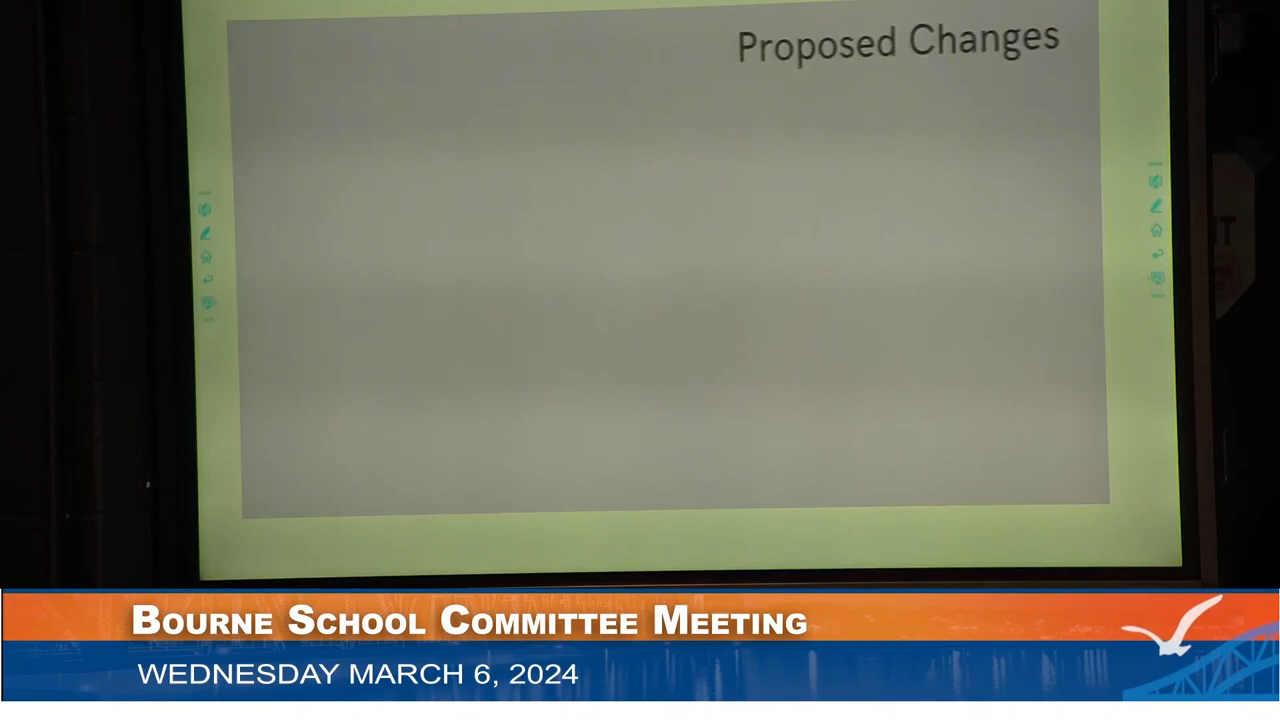 Proposed Changes
BOURNE SCHOOL COMMITTEE MEETING
WEDNESDAY MARCH 6, 2024